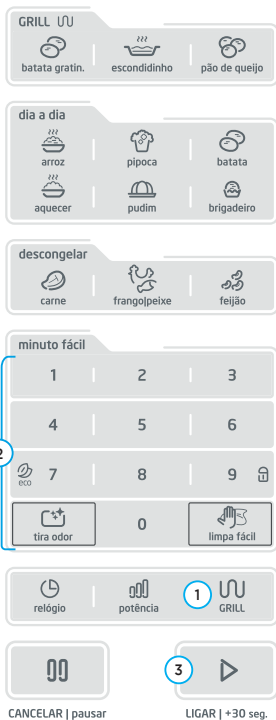 GRILL
batata gratin. escondidinho pão de queijo
dia a dia
arroz pipoca batata
aquecer pudim brigadeiro
descongelar
carne frango|peixe feijão
minuto fácil
1 2 3
4 5 6
2
eco 7 8 9
tira odor 0 limpa fácil
relógio potência 1 GRILL
3
CANCELAR | pausar LIGAR | +30 seg.